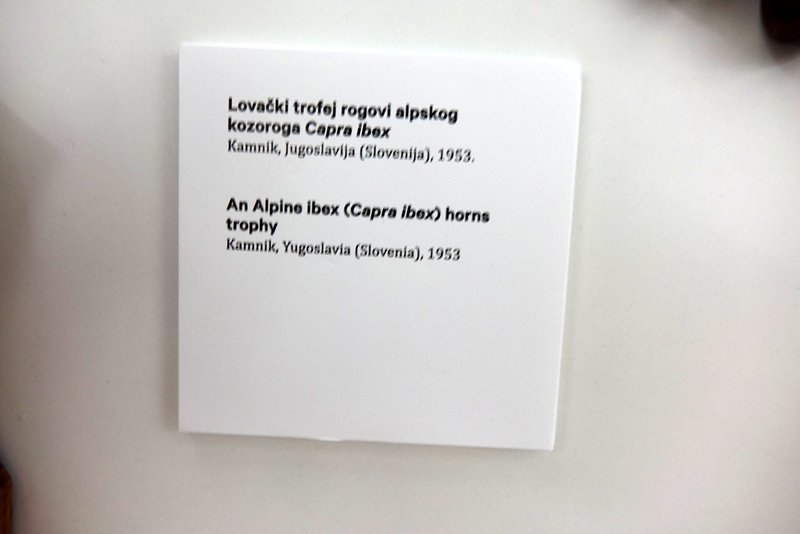 Lovački trofej rogovi alpskog
kozoroga Capra ibex
Kamnik, Jugoslavija (Slovenija), 1953.
An Alpine ibex (Capra ibex) horns
trophy
Kamnik, Yugoslavia (Slovenia), 1953